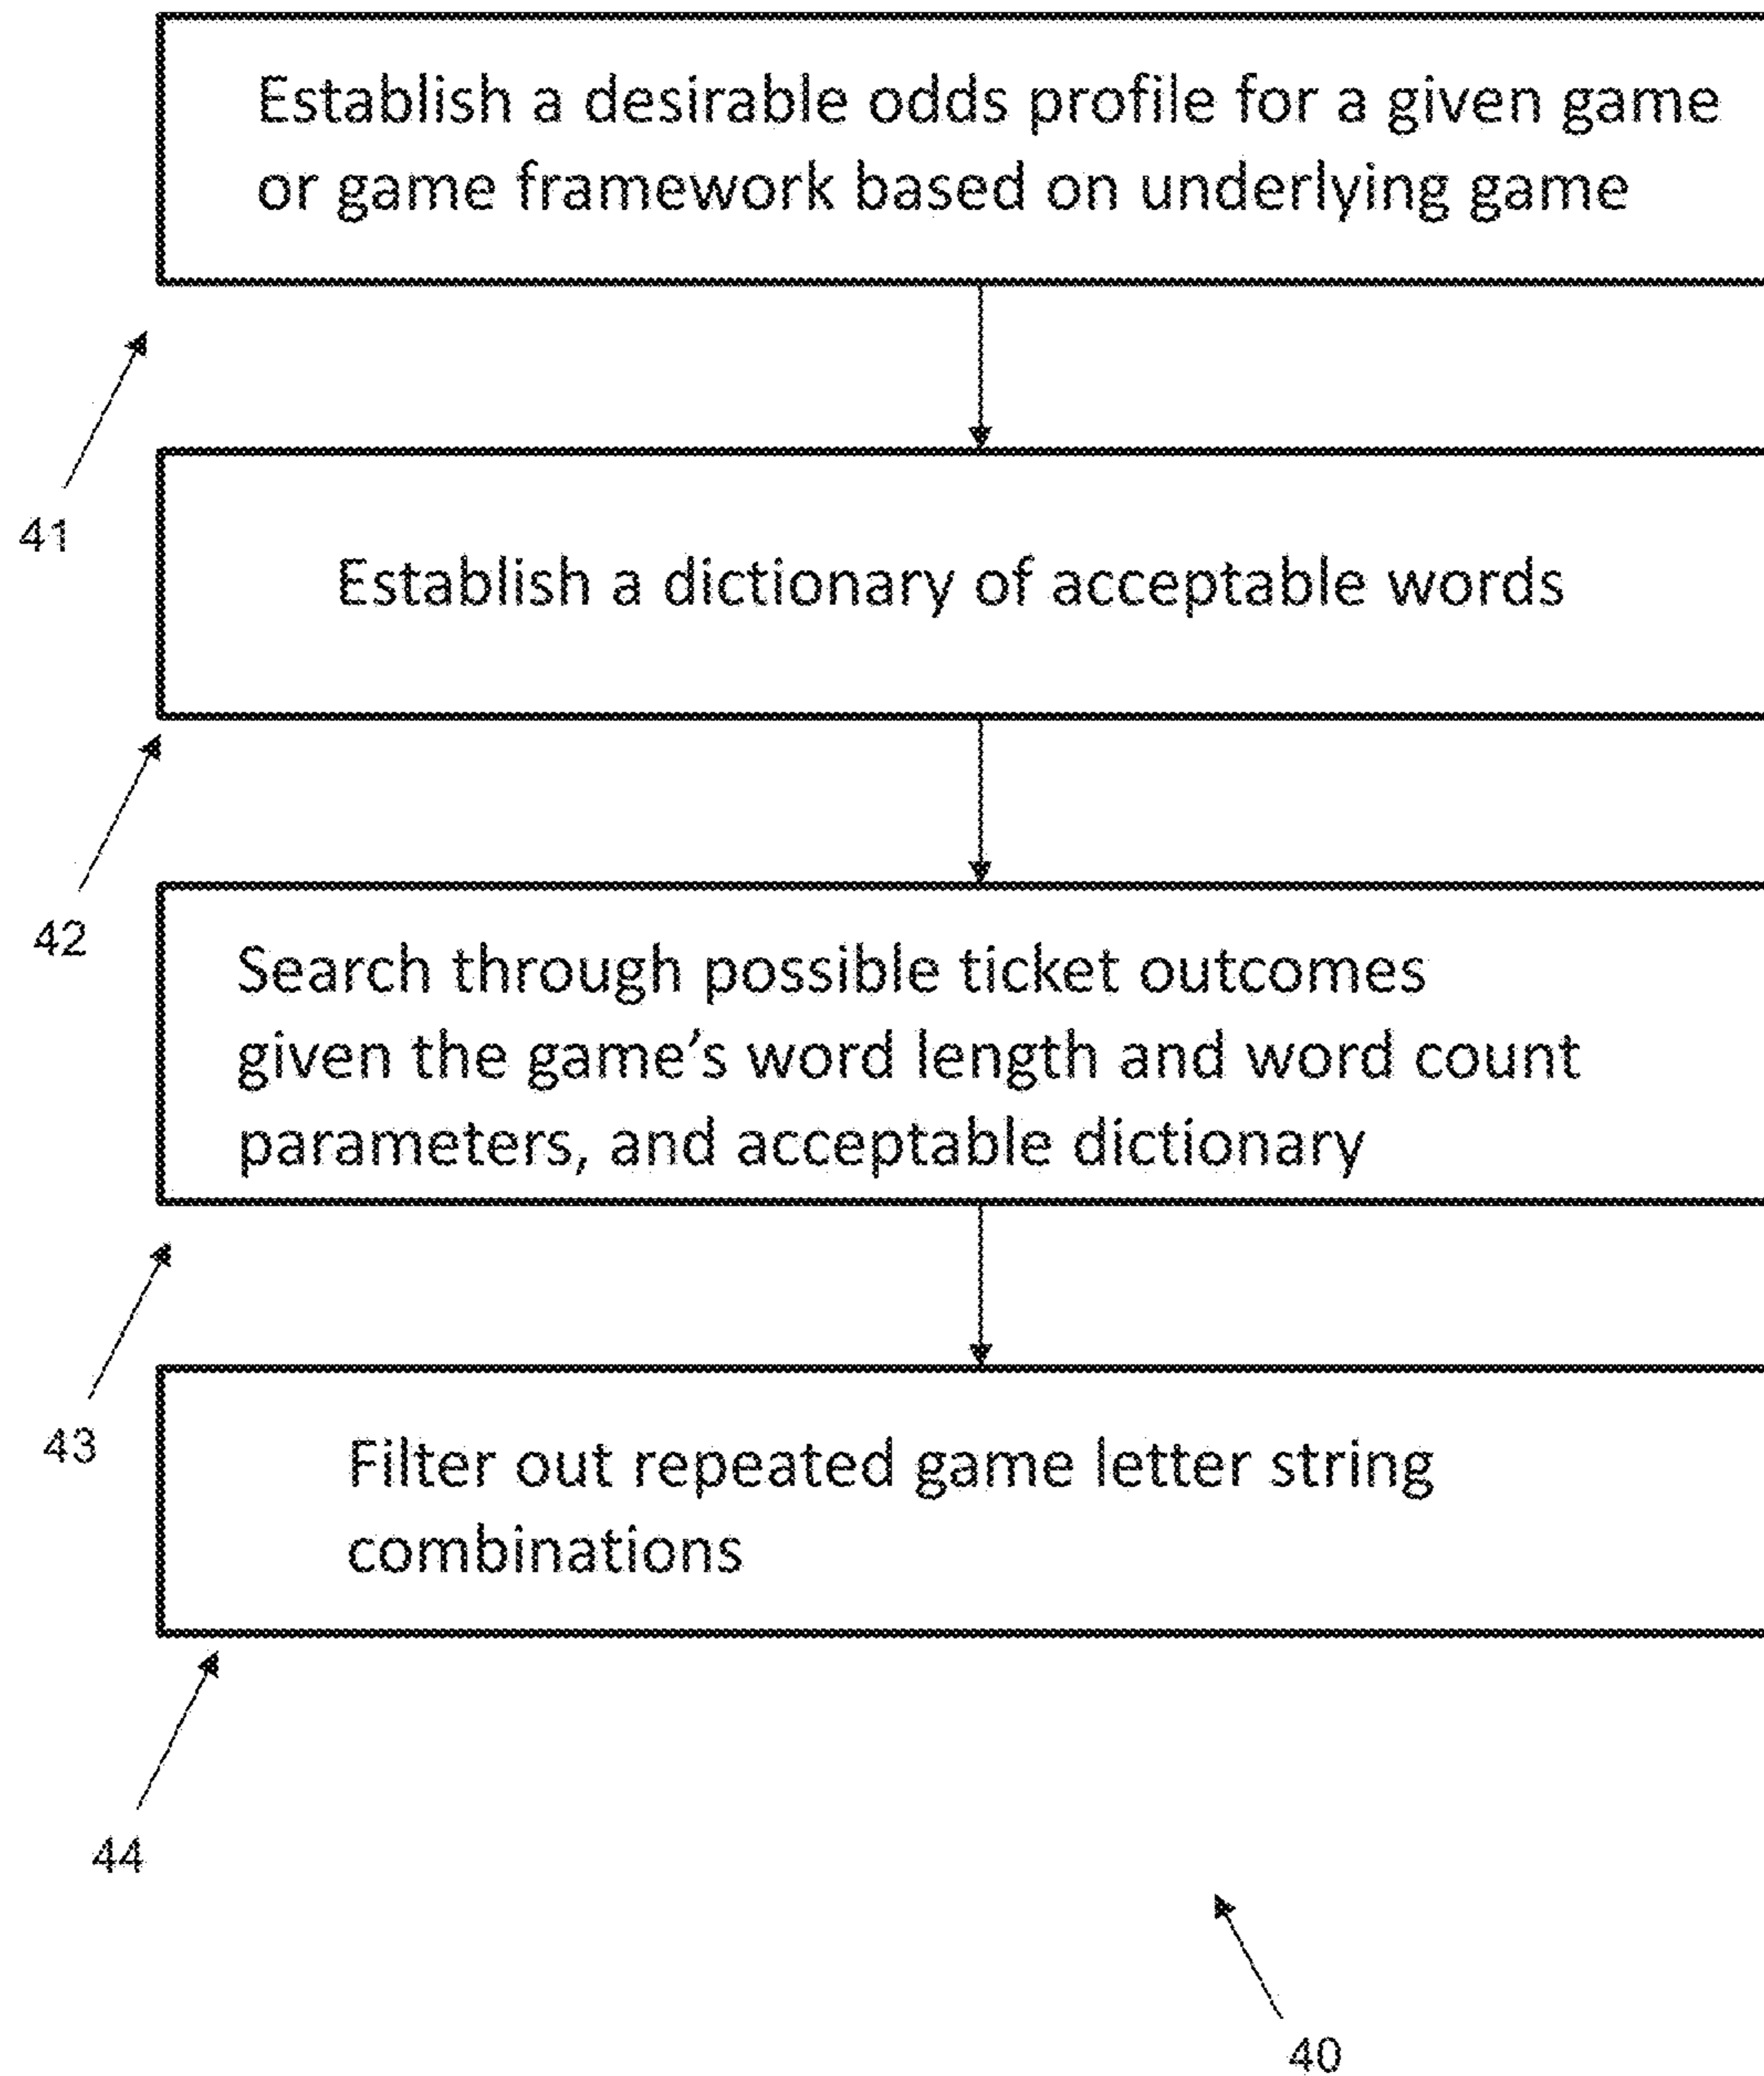 Establish a desirable odds profile for a given game
or game framework based on underlying game
41
Establish a dictionary of acceptable words
42
Search through possible ticket outcomes
given the game's word length and word count
parameters, and acceptable dictionary
43
Filter out repeated game letter string
combinations
44
40